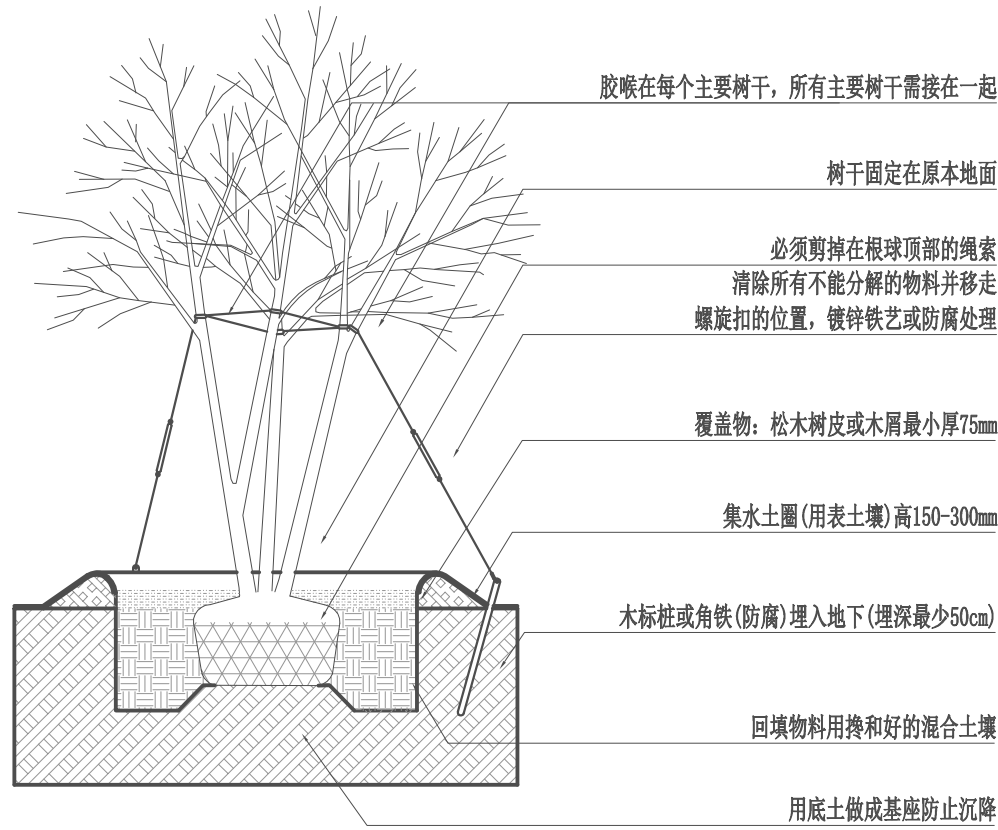 胶喉在每个主要树干，所有主要树干需接在一起
树干固定在原本地面
必须剪掉在根球顶部的绳索
清除所有不能分解的物料并移走
螺旋扣的位置，镀锌铁艺或防腐处理
覆盖物：松木树皮或木屑最小厚75mm
集水土圈(用表土壤)高150-300mm
木标桩或角铁(防腐)埋入地下(埋深最少50cm)
回填物料用搀和好的混合土壤
用底土做成基座防止沉降